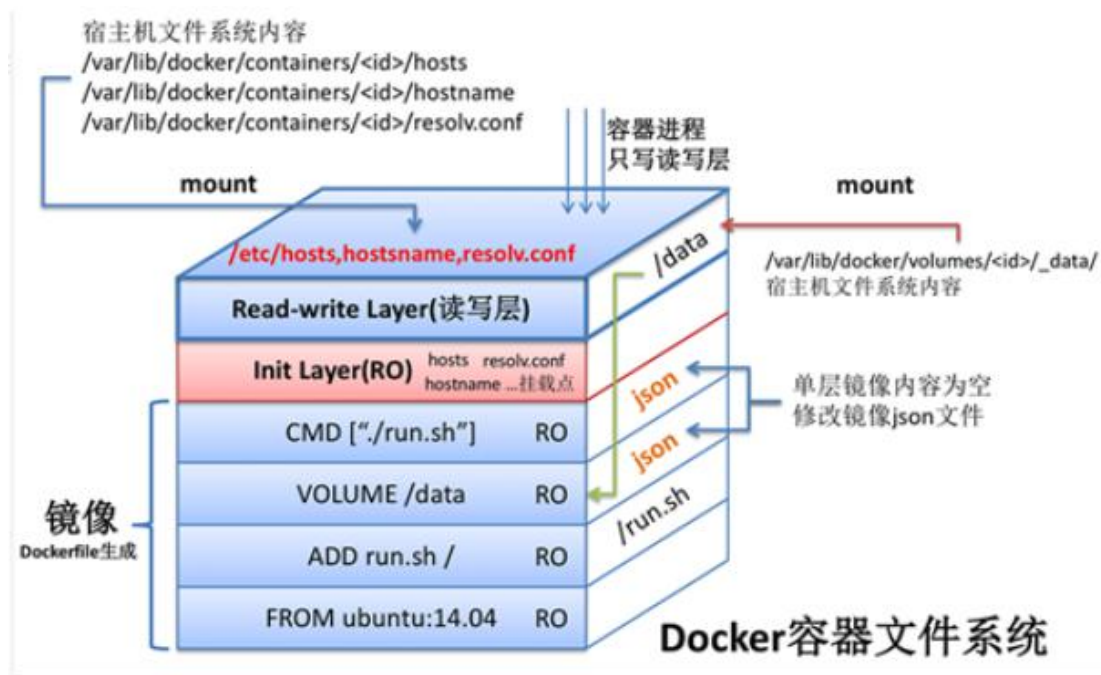 宿主机文件系统内容
/var/lib/docker/containers/<id>/hosts
/var/lib/docker/containers/<id>/hostname
/var/lib/docker/containers/<id>/resolv.conf
容器进程
只写读写层
mount
mount
/etc/hosts,hostsname,resolv.conf
/data
/var/lib/docker/volumes/<id>/_data/
宿主机文件系统内容
Read-write Layer(读写层)
Init Layer(RO)
hosts resolv.conf
hostname ...挂载点
json
单层镜像内容为空
修改镜像json文件
CMD ["./run.sh"] RO
json
VOLUME /data RO
/run.sh
镜像
Dockerfile生成
ADD run.sh / RO
FROM ubuntu:14.04 RO
Docker容器文件系统